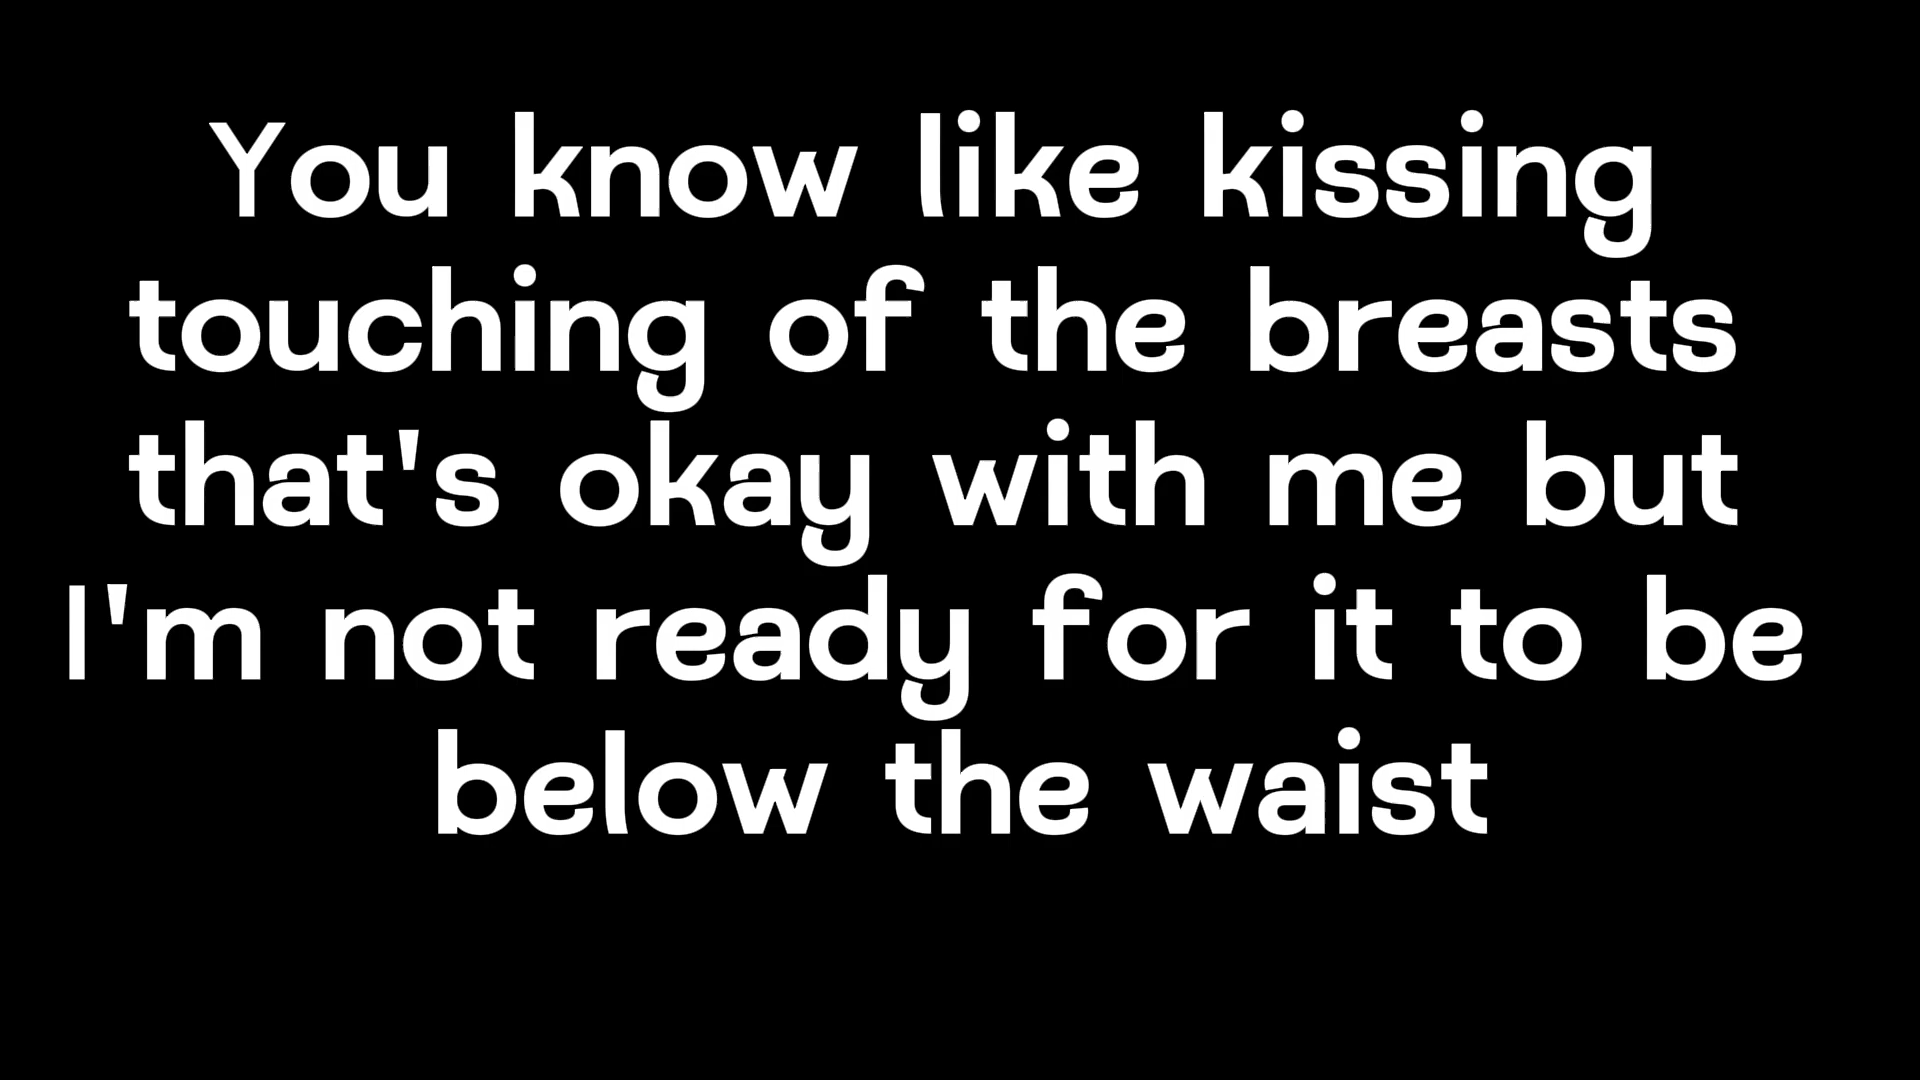 You know like kissing
touching of the breasts
that's okay with me but
I'm not ready for it to be
below the waist